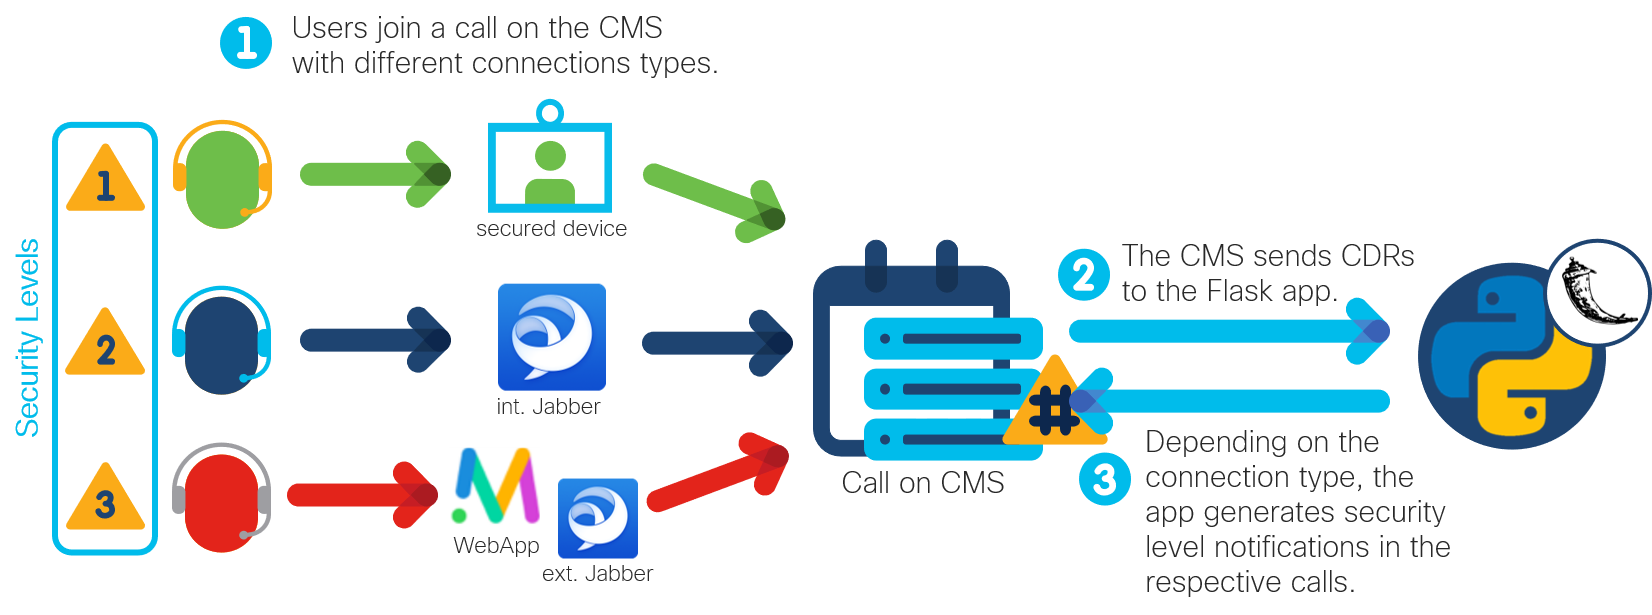 1
Users join a call on the CMS
with different connections types.
Security Levels
1
secured device
2
int. Jabber
3
WebApp
ext. Jabber
Call on CMS
#
2
The CMS sends CDRs
to the Flask app.
3
Depending on the
connection type, the
app generates security
level notifications in the
respective calls.